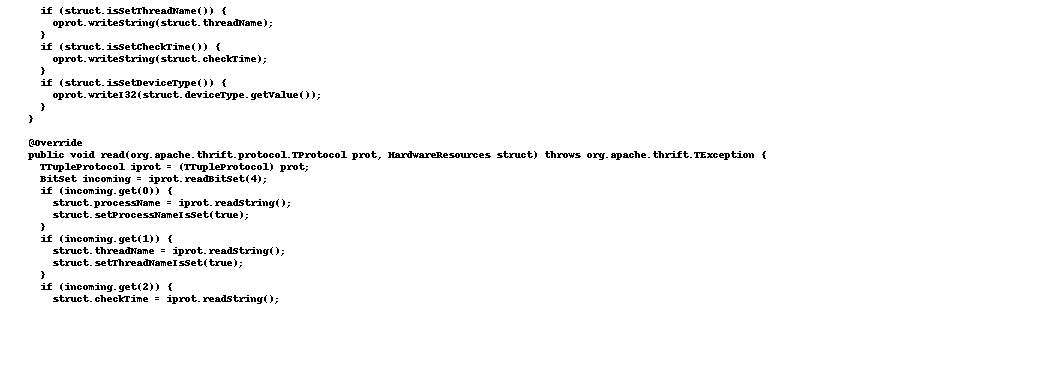 if (struct.isSetThreadName()) {
oprot.writeString(struct.threadName);
}
if (struct.isSetCheckTime()) {
oprot.writeString(struct.checkTime);
}
if (struct.isSetDeviceType()) {
oprot.writeI32(struct.deviceType.getValue());
}
}
@Override
public void read(org.apache.thrift.protocol.TProtocol prot, HardwareResources struct) throws org.apache.thrift.TException {
TTupleProtocol iprot = (TTupleProtocol) prot;
BitSet incoming = iprot.readBitSet(4);
if (incoming.get(0)) {
struct.processName = iprot.readString();
struct.setProcessNameIsSet(true);
}
if (incoming.get(1)) {
struct.threadName = iprot.readString();
struct.setThreadNameIsSet(true);
}
if (incoming.get(2)) {
struct.checkTime = iprot.readString();